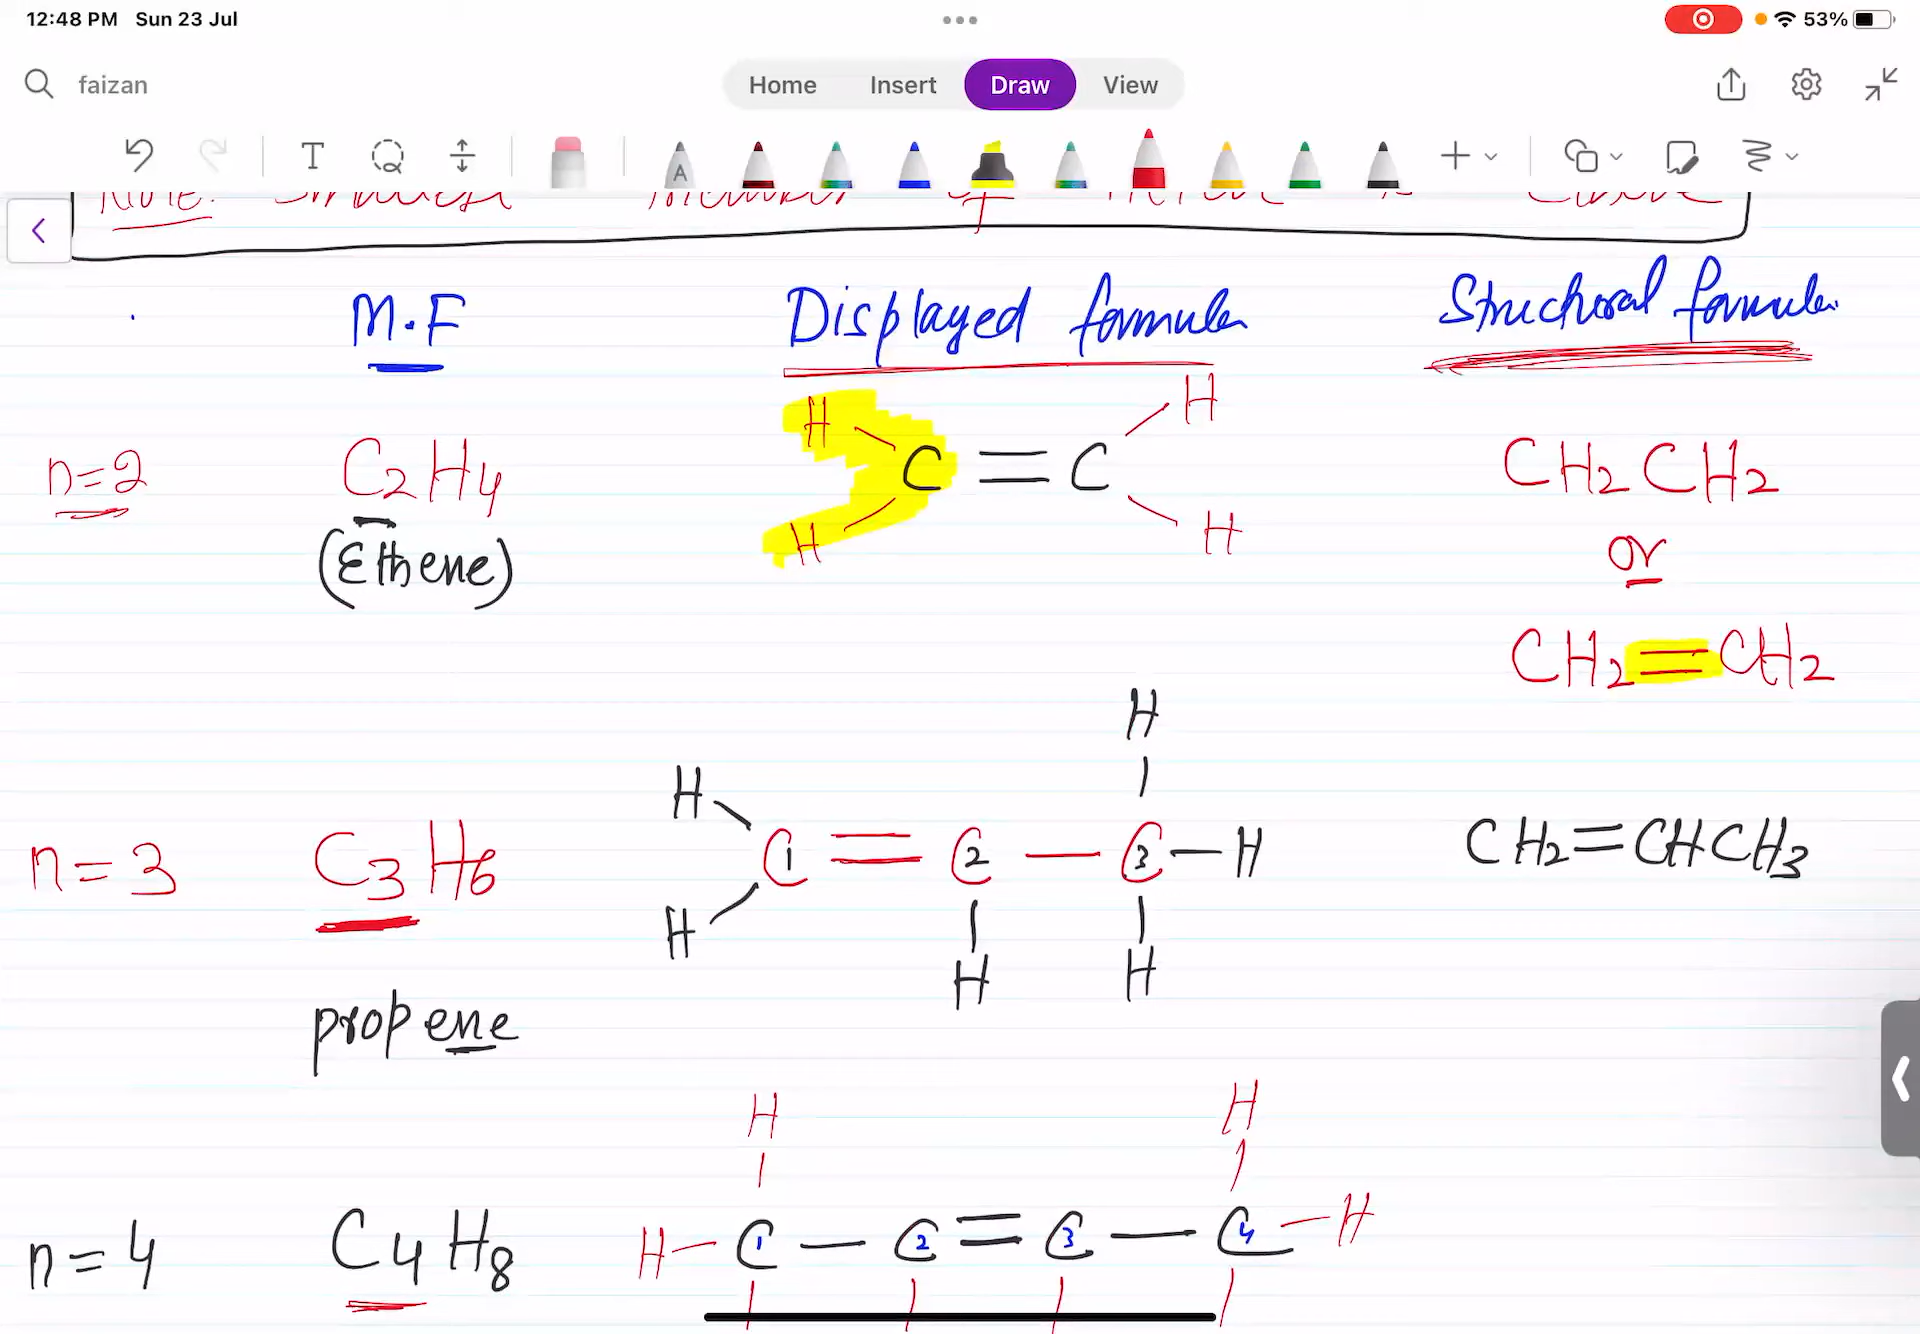 12:48 PM Sun 23 Jul
53%
faizan
Home Insert Draw View
T
A
M.F Displayed formula Structural formula
H H
n=2 C2H4 C = C CH2CH2
(Ethene) H H or
CH2=CH2
H
H
n=3 C3H6 C1 = C2 - C3 - H CH2=CHCH3
H H H
propene
H H
n=4 C4H8 H - C1 - C2 = C3 - C4 - H